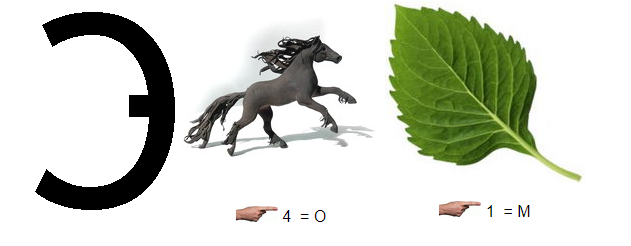 Э
4 = О
1 = М